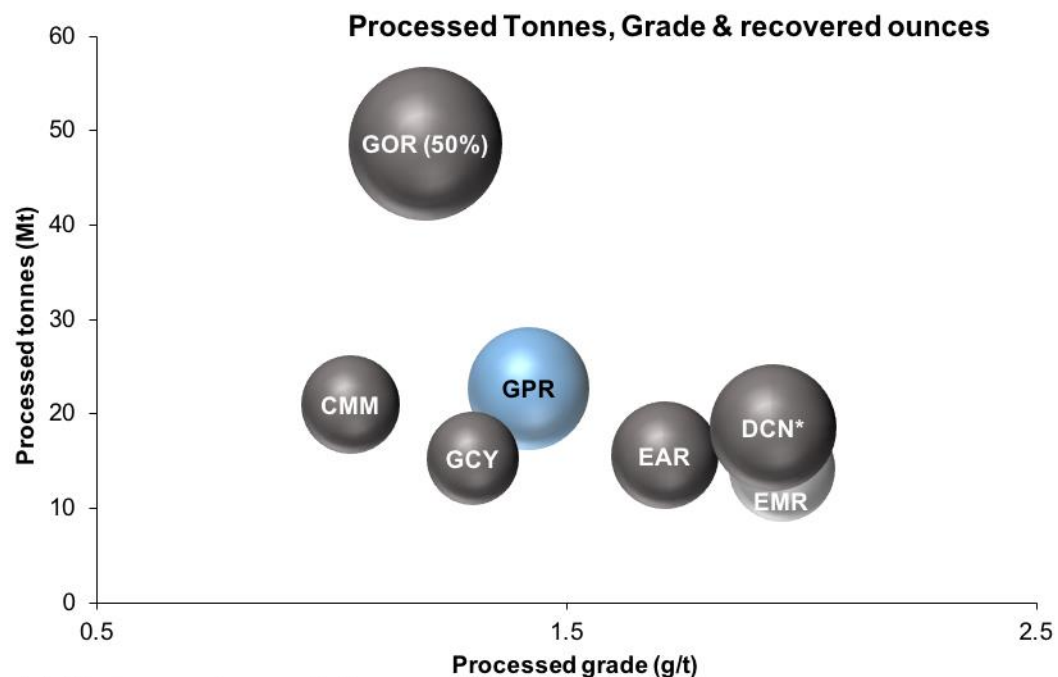 Processed Tonnes, Grade & recovered ounces
Processed tonnes (Mt)
60
50
40
30
20
10
0
GOR (50%)
CMM
GPR
GCY
EAR
DCN*
EMR
0.5
1.5
2.5
Processed grade (g/t)